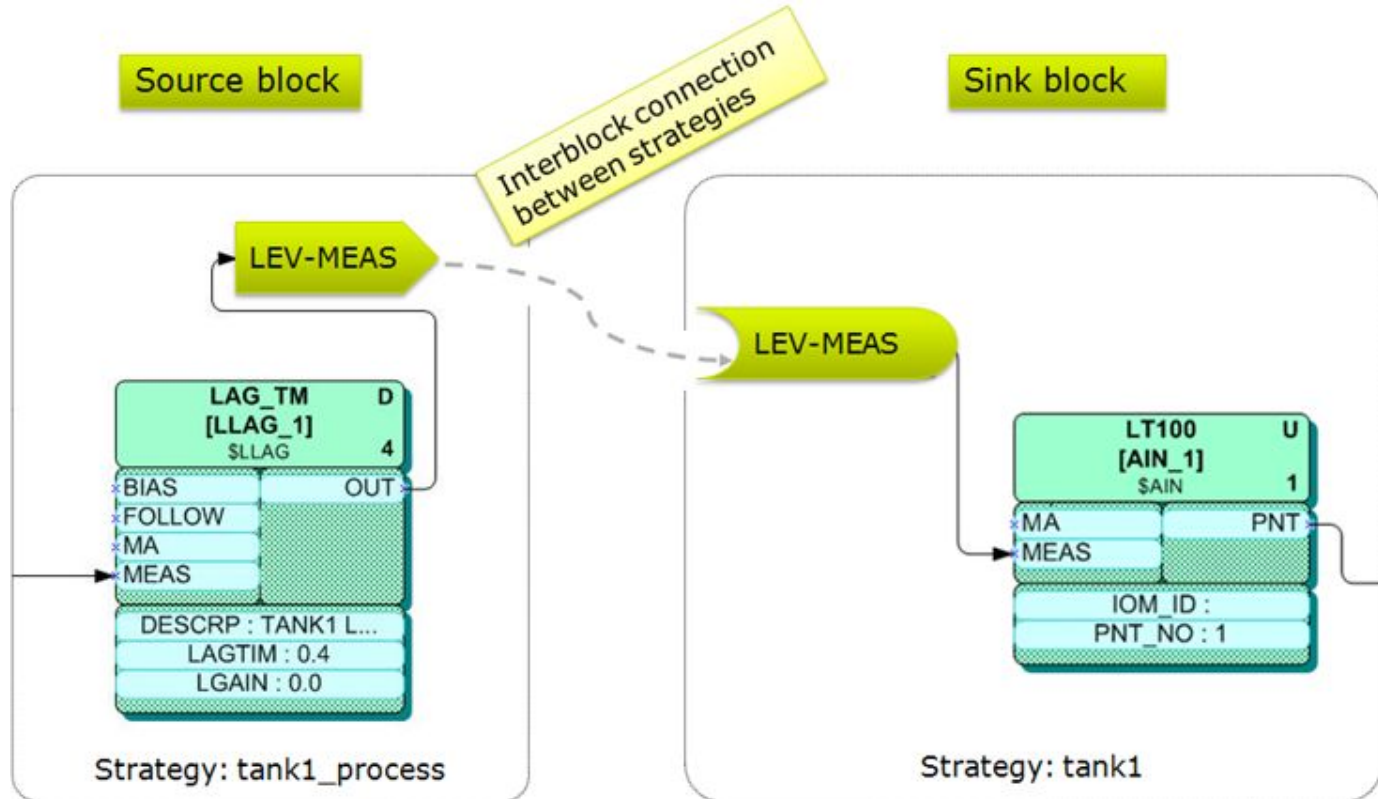 Source block
Interblock connection
between strategies
Sink block
LEV-MEAS
LAG_TM D
[LLAG_1]
$LLAG 4
BIAS OUT
FOLLOW
MA
MEAS
DESCRP : TANK1 L...
LAGTIM : 0.4
LGAIN : 0.0
Strategy: tank1_process
LEV-MEAS
LT100 U
[AIN_1]
$AIN 1
MA PNT
MEAS
IOM_ID :
PNT_NO : 1
Strategy: tank1